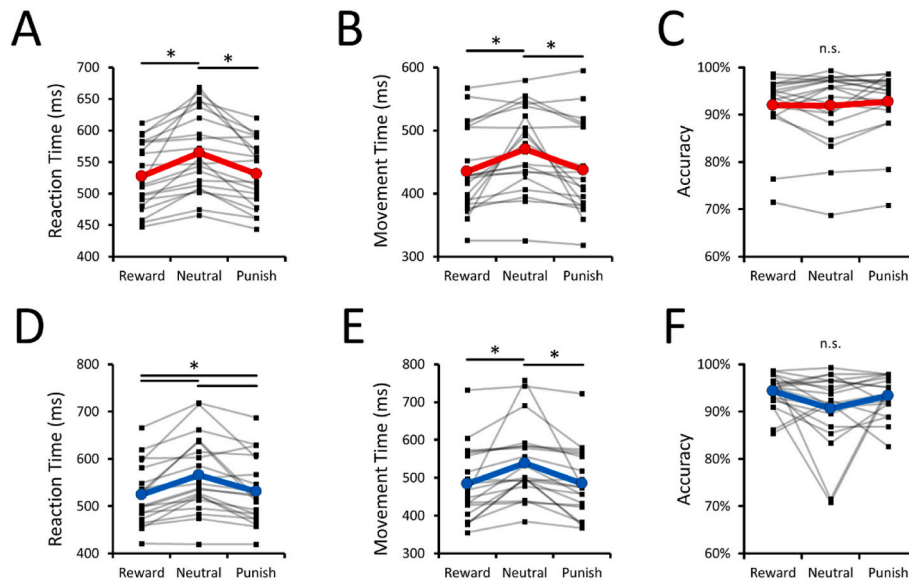 A
B
C
*
*
*
*
n.s.
Reaction Time (ms)
700
650
600
550
500
450
400
Reward Neutral Punish
Movement Time (ms)
600
500
400
300
Reward Neutral Punish
Accuracy
100%
90%
80%
70%
60%
Reward Neutral Punish
D
E
F
*
*
*
n.s.
Reaction Time (ms)
800
700
600
500
400
Reward Neutral Punish
Movement Time (ms)
800
700
600
500
400
300
Reward Neutral Punish
Accuracy
100%
90%
80%
70%
60%
Reward Neutral Punish